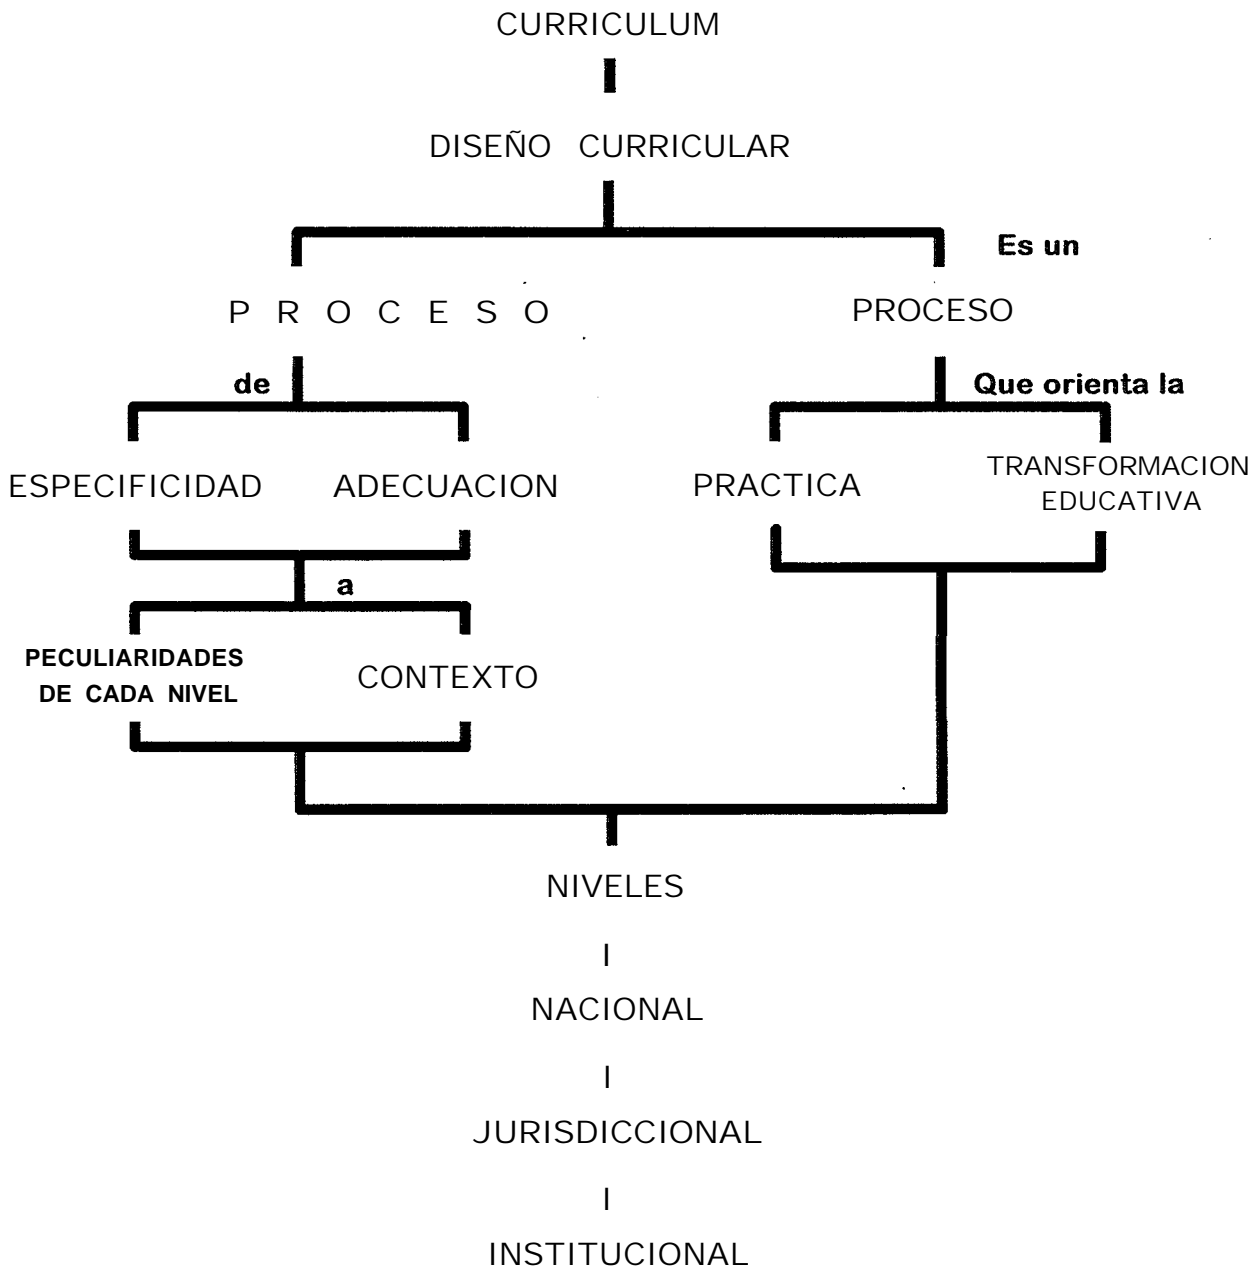 CURRICULUM
DISEÑO CURRICULAR
Es un
P R O C E S O
PROCESO
de
Que orienta la
ESPECIFICIDAD
ADECUACION
PRACTICA
TRANSFORMACION
EDUCATIVA
a
PECULIARIDADES
DE CADA NIVEL
CONTEXTO
NIVELES
NACIONAL
JURISDICCIONAL
INSTITUCIONAL